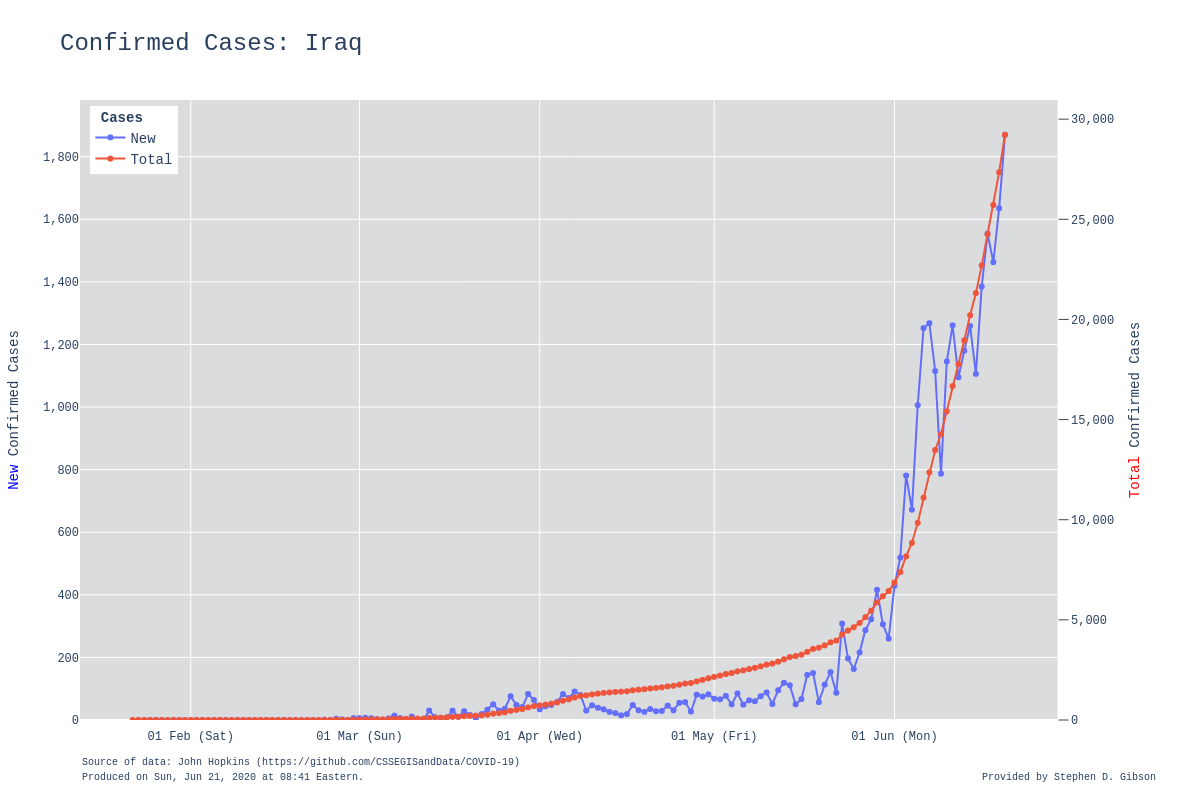 Confirmed Cases: Iraq
Cases
New
Total
1,800
1,600
1,400
1,200
1,000
800
600
400
200
0
New Confirmed Cases
30,000
25,000
20,000
15,000
10,000
5,000
0
Total Confirmed Cases
01 Feb (Sat)
01 Mar (Sun)
01 Apr (Wed)
01 May (Fri)
01 Jun (Mon)
Source of data: John Hopkins (https://github.com/CSSEGISandData/COVID-19)
Produced on Sun, Jun 21, 2020 at 08:41 Eastern.
Provided by Stephen D. Gibson